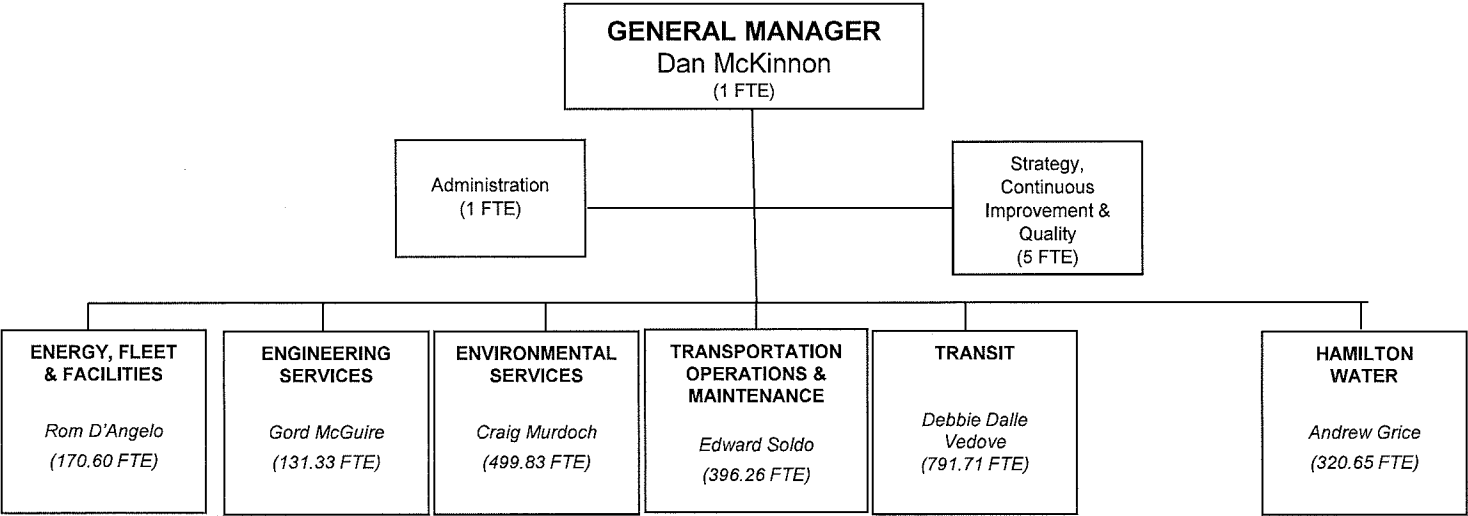 GENERAL MANAGER
Dan McKinnon
(1 FTE)
Administration
(1 FTE)
Strategy,
Continuous
Improvement &
Quality
(5 FTE)
ENERGY, FLEET
& FACILITIES
Rom D'Angelo
(170.60 FTE)
ENGINEERING
SERVICES
Gord McGuire
(131.33 FTE)
ENVIRONMENTAL
SERVICES
Craig Murdoch
(499.83 FTE)
TRANSPORTATION
OPERATIONS &
MAINTENANCE
Edward Soldo
(396.26 FTE)
TRANSIT
Debbie Dalle
Vedove
(791.71 FTE)
HAMILTON
WATER
Andrew Grice
(320.65 FTE)